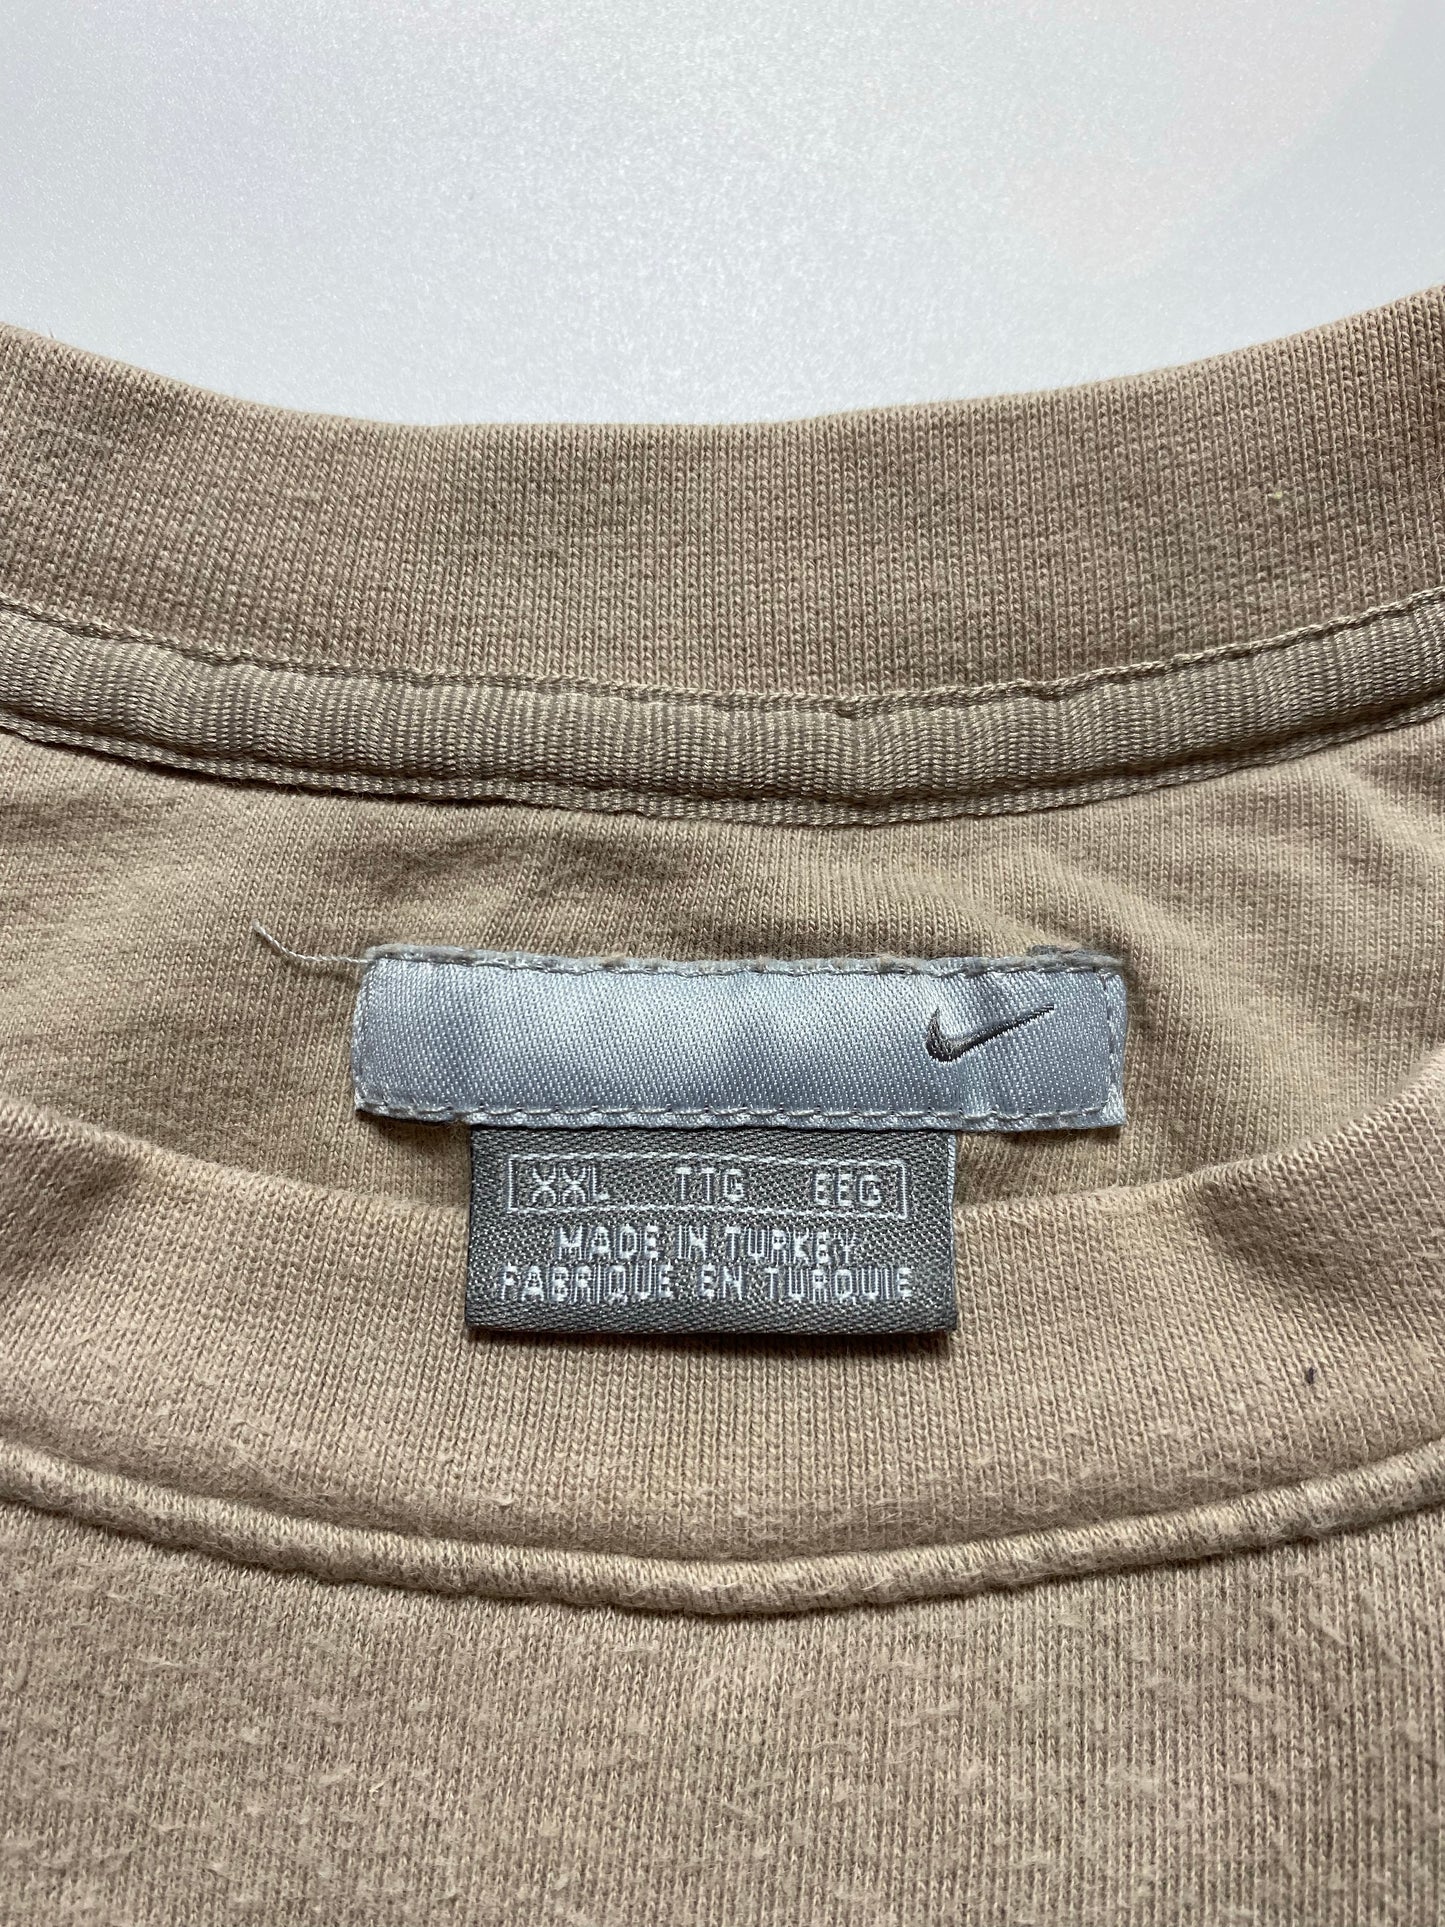 XXL TTG EEG
MADE IN TURKEY
FABRIQUE EN TURQUIE